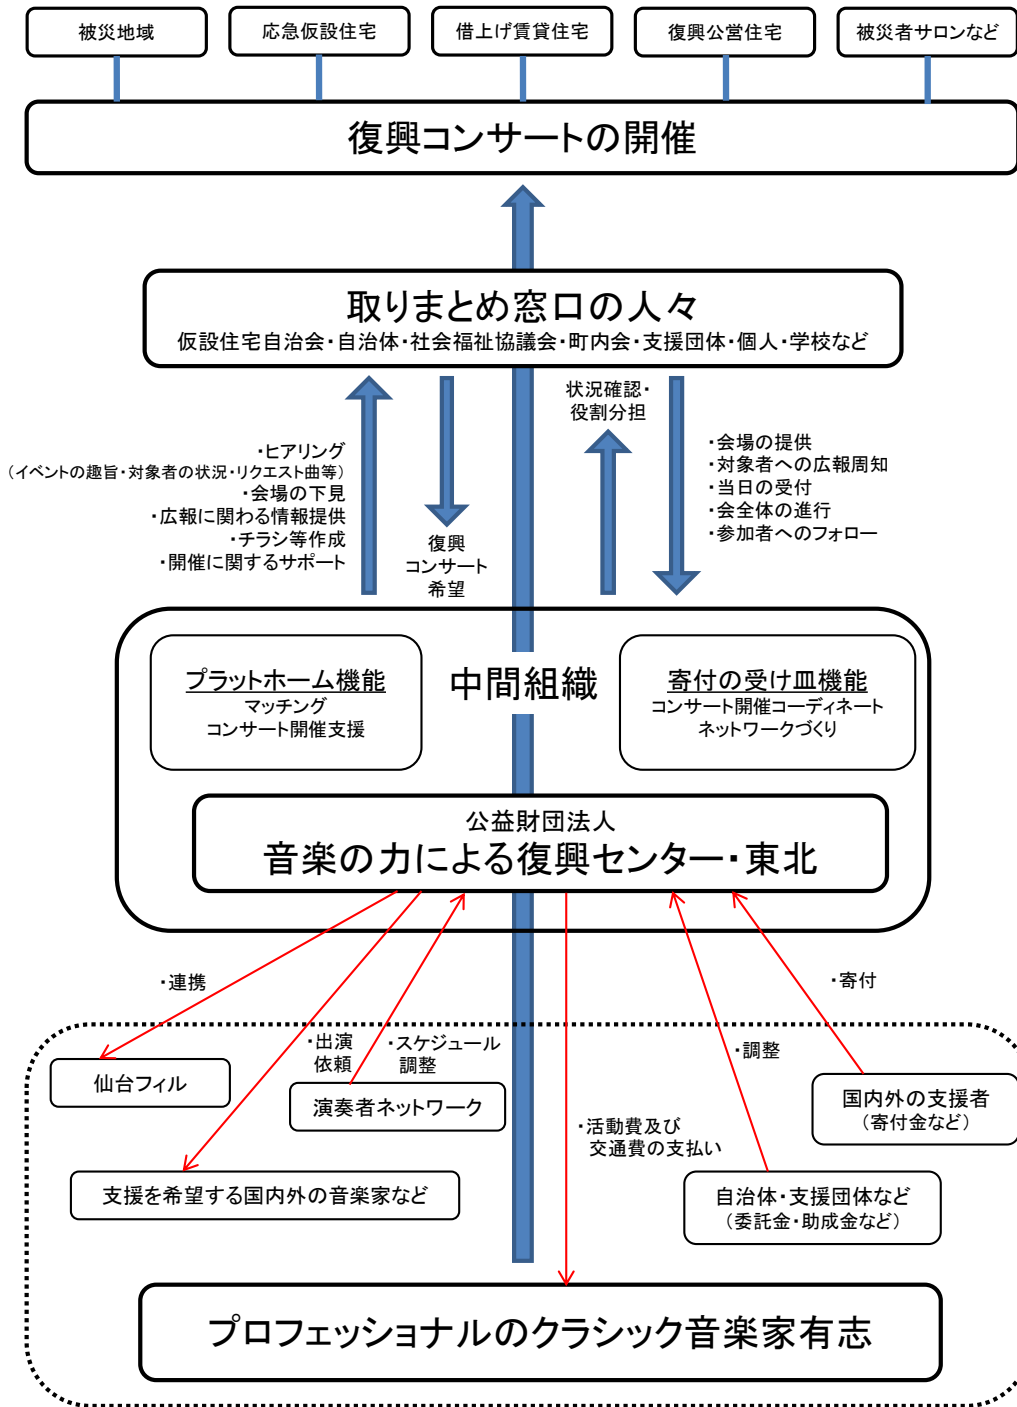 被災地域
応急仮設住宅
借上げ賃貸住宅
復興公営住宅
被災者サロンなど
復興コンサートの開催
取りまとめ窓口の人々
仮設住宅自治会・自治体・社会福祉協議会・町内会・支援団体・個人・学校など
・ヒアリング
（イベントの趣旨・対象者の状況・リクエスト曲等）
・会場の下見
・広報に関わる情報提供
・チラシ等作成
・開催に関するサポート
復興
コンサート
希望
状況確認・
役割分担
・会場の提供
・対象者への広報周知
・当日の受付
・会全体の進行
・参加者へのフォロー
プラットホーム機能
マッチング
コンサート開催支援
中間組織
寄付の受け皿機能
コンサート開催コーディネート
ネットワークづくり
公益財団法人
音楽の力による復興センター・東北
・連携
・出演
依頼
・スケジュール
調整
・活動費及び
交通費の支払い
・調整
・寄付
仙台フィル
演奏者ネットワーク
国内外の支援者
（寄付金など）
支援を希望する国内外の音楽家など
自治体・支援団体など
（委託金・助成金など）
プロフェッショナルのクラシック音楽家有志